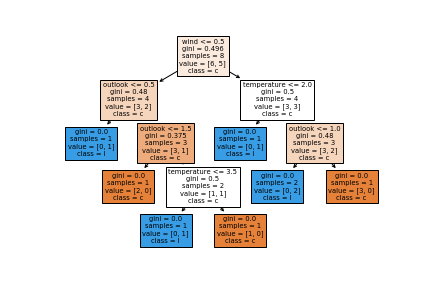 wind <= 0.5
gini = 0.496
samples = 8
value = [6, 5]
class = c
outlook <= 0.5
gini = 0.48
samples = 4
value = [3, 2]
class = c
temperature <= 2.0
gini = 0.5
samples = 4
value = [3, 3]
class = c
gini = 0.0
samples = 1
value = [0, 1]
class = l
outlook <= 1.5
gini = 0.375
samples = 3
value = [3, 1]
class = c
gini = 0.0
samples = 1
value = [0, 1]
class = l
outlook <= 1.0
gini = 0.48
samples = 3
value = [3, 2]
class = c
gini = 0.0
samples = 1
value = [2, 0]
class = c
temperature <= 3.5
gini = 0.5
samples = 2
value = [1, 1]
class = c
gini = 0.0
samples = 2
value = [0, 2]
class = l
gini = 0.0
samples = 1
value = [3, 0]
class = c
gini = 0.0
samples = 1
value = [0, 1]
class = l
gini = 0.0
samples = 1
value = [1, 0]
class = c